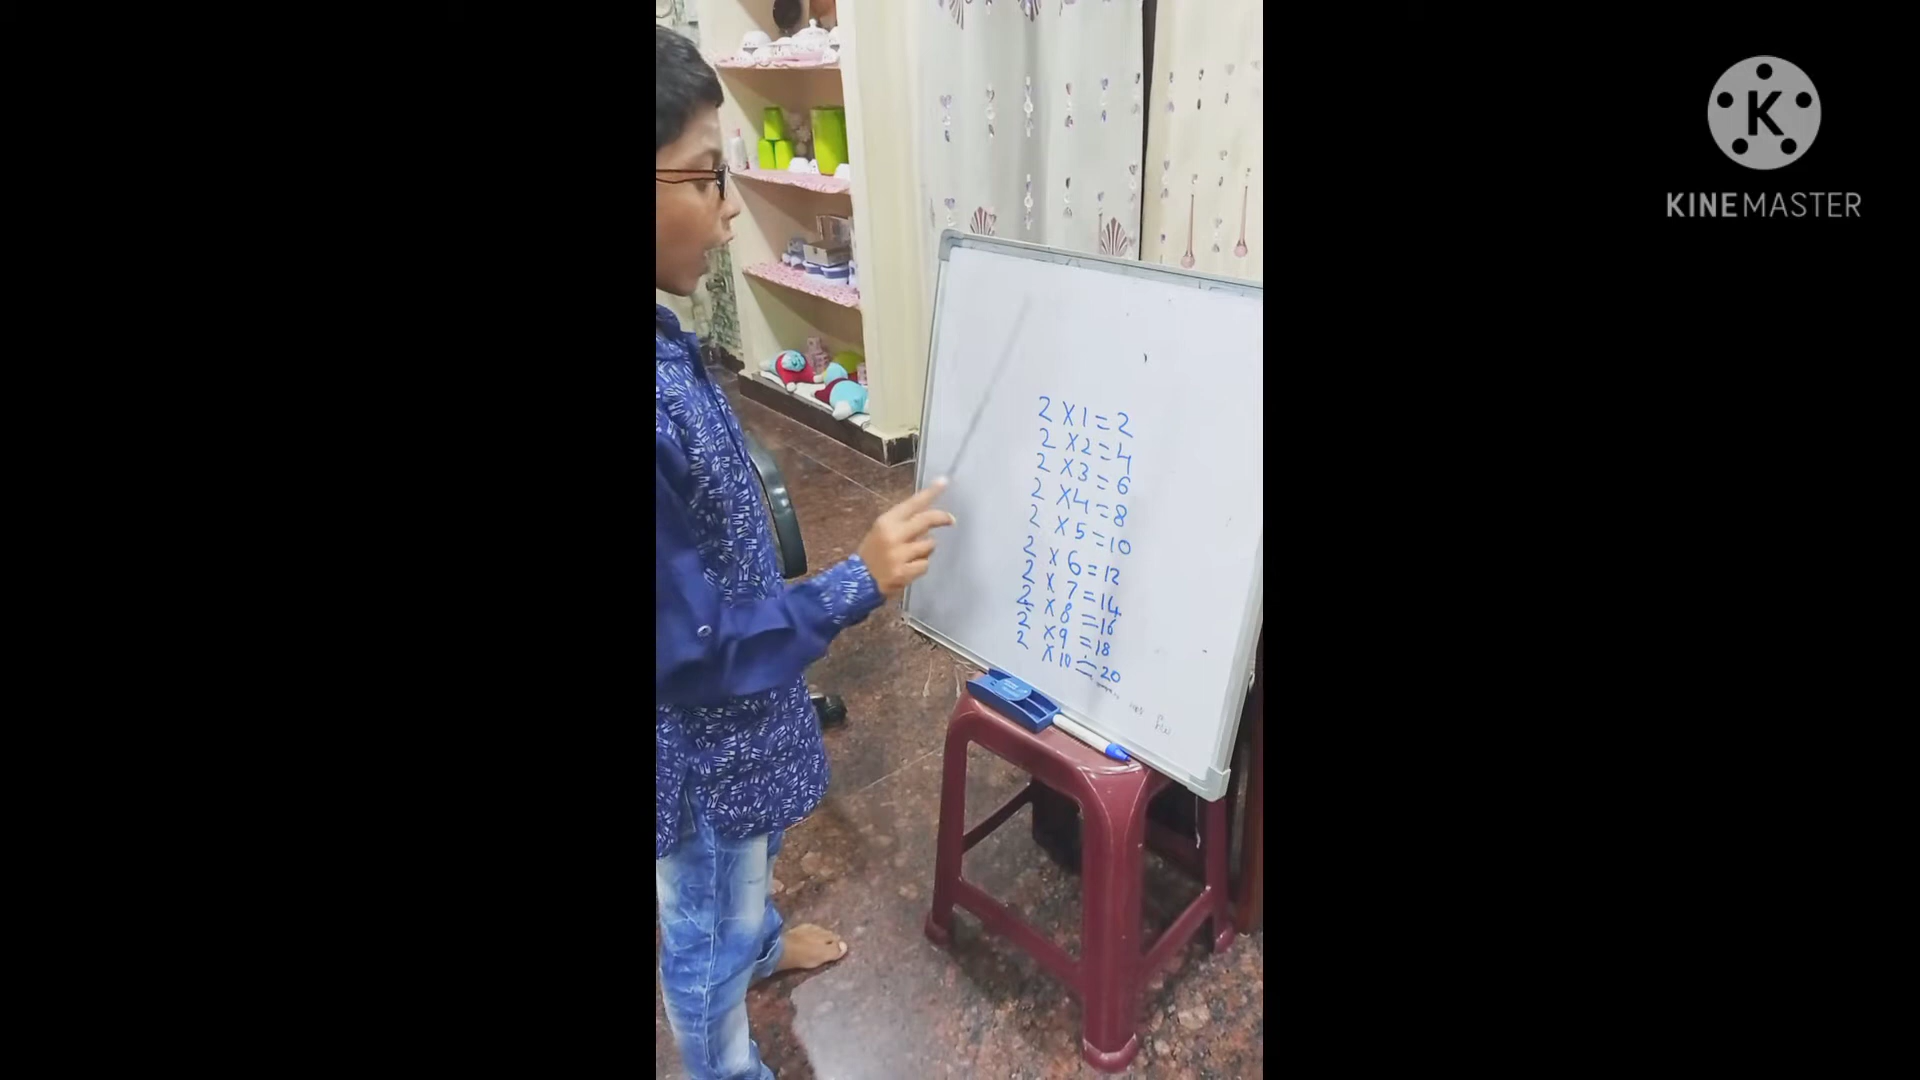 K
KINEMASTER
2 X 1 = 2
2 X 2 = 4
2 X 3 = 6
2 X 4 = 8
2 X 5 = 10
2 X 6 = 12
2 X 7 = 14
2 X 8 = 16
2 X 9 = 18
2 X 10 = 20